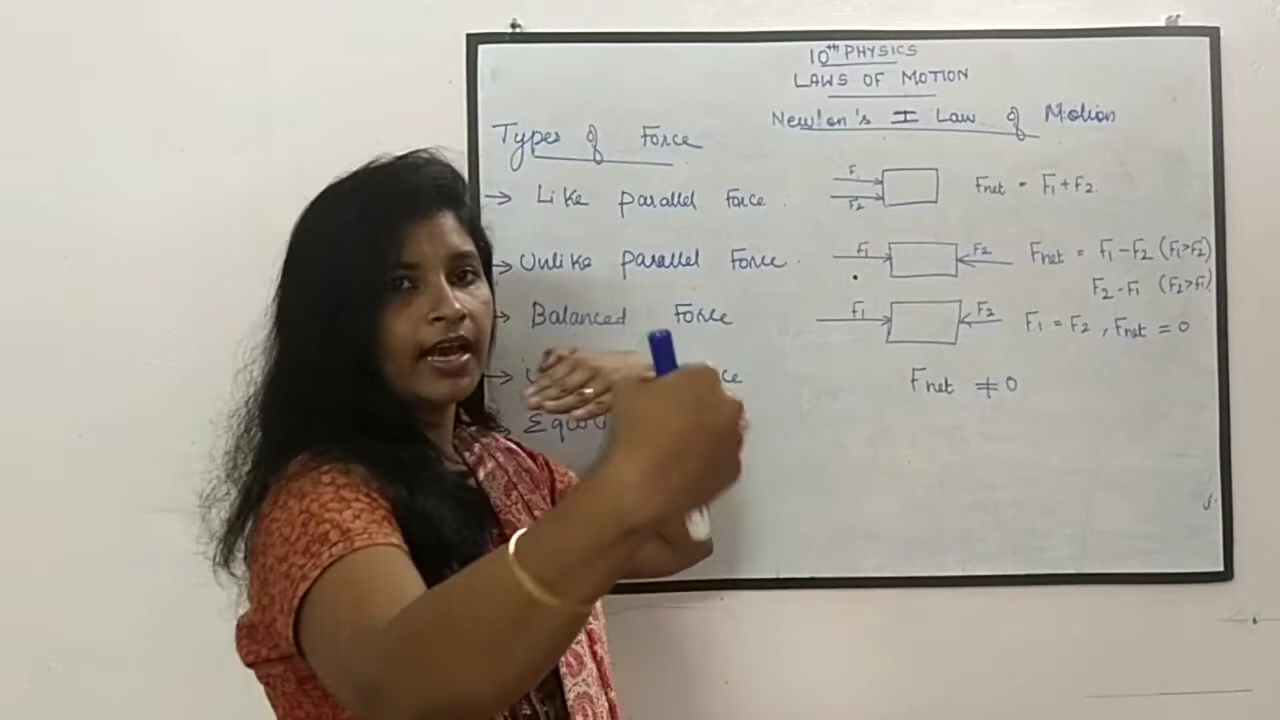 10th PHYSICS
LAWS OF MOTION
Newton's I Law of Motion
Types of Force
→ Like parallel Force.
F1
F2
Fnet = F1 + F2.
→ Unlike parallel Force.
F1
F2
Fnet = F1 - F2 (F1>F2)
F2 - F1 (F2>F1)
→ Balanced Force
F1
F2
F1 = F2, Fnet = 0
→
Fnet ≠ 0